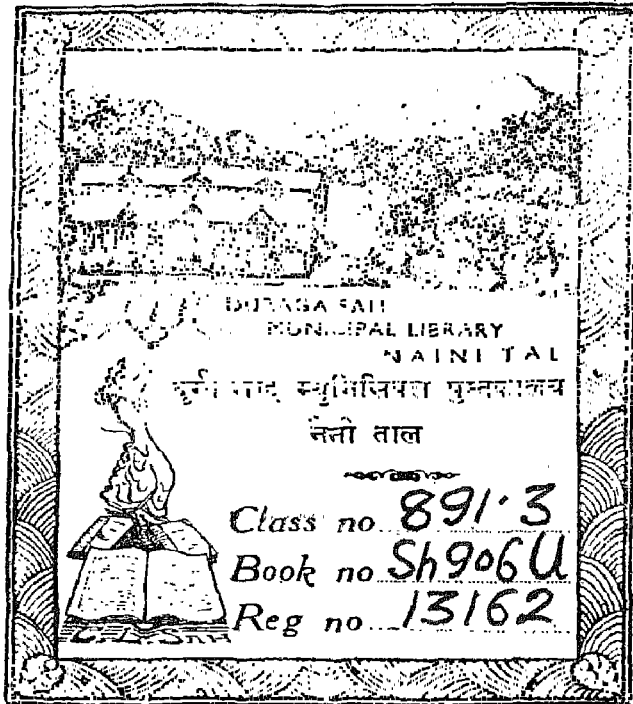 DURGA SAH
MUNICIPAL LIBRARY
NAINI TAL
दुर्गा साह म्युनिसिपल पुस्तकालय
नैनी ताल
Class no 891.3
Book no Sh906U
Reg no 13162